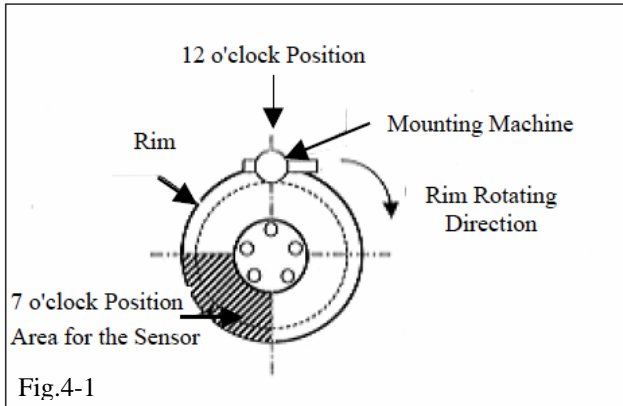 12 o'clock Position
Mounting Machine
Rim
Rim Rotating
Direction
7 o'clock Position
Area for the Sensor
Fig.4-1